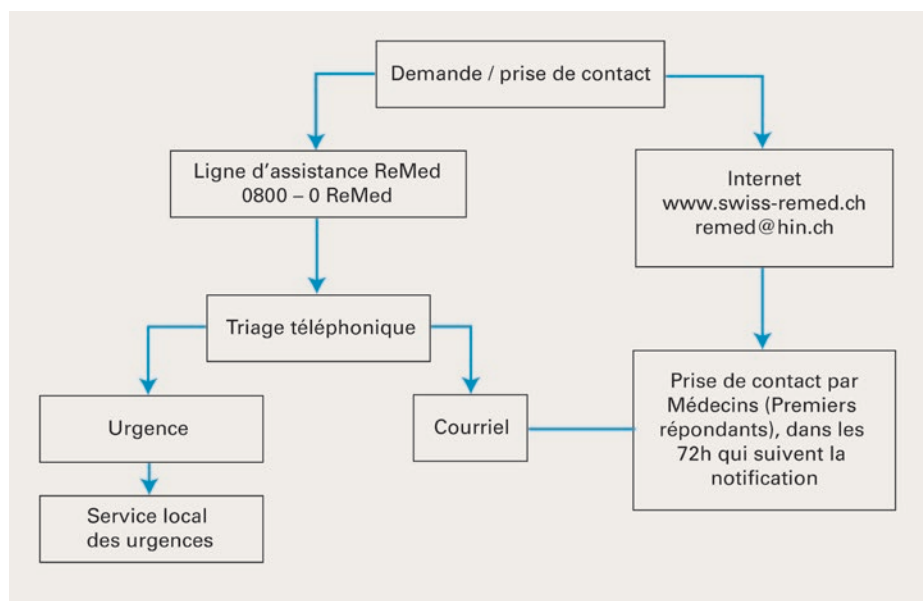 Demande / prise de contact
Ligne d'assistance ReMed
0800 – 0 ReMed
Internet
www.swiss-remed.ch
remed@hin.ch
Triage téléphonique
Urgence
Courriel
Prise de contact par
Médecins (Premiers
répondants), dans les
72h qui suivent la
notification
Service local
des urgences